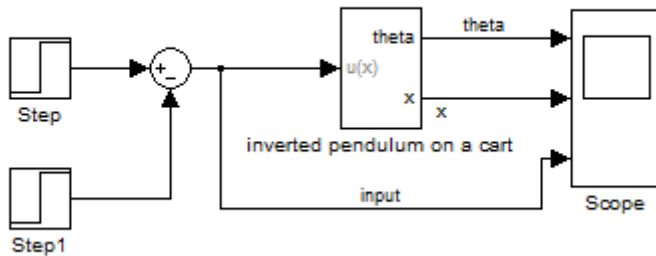 theta
theta
u(x)
Step
x
x
inverted pendulum on a cart
input
Scope
Step1